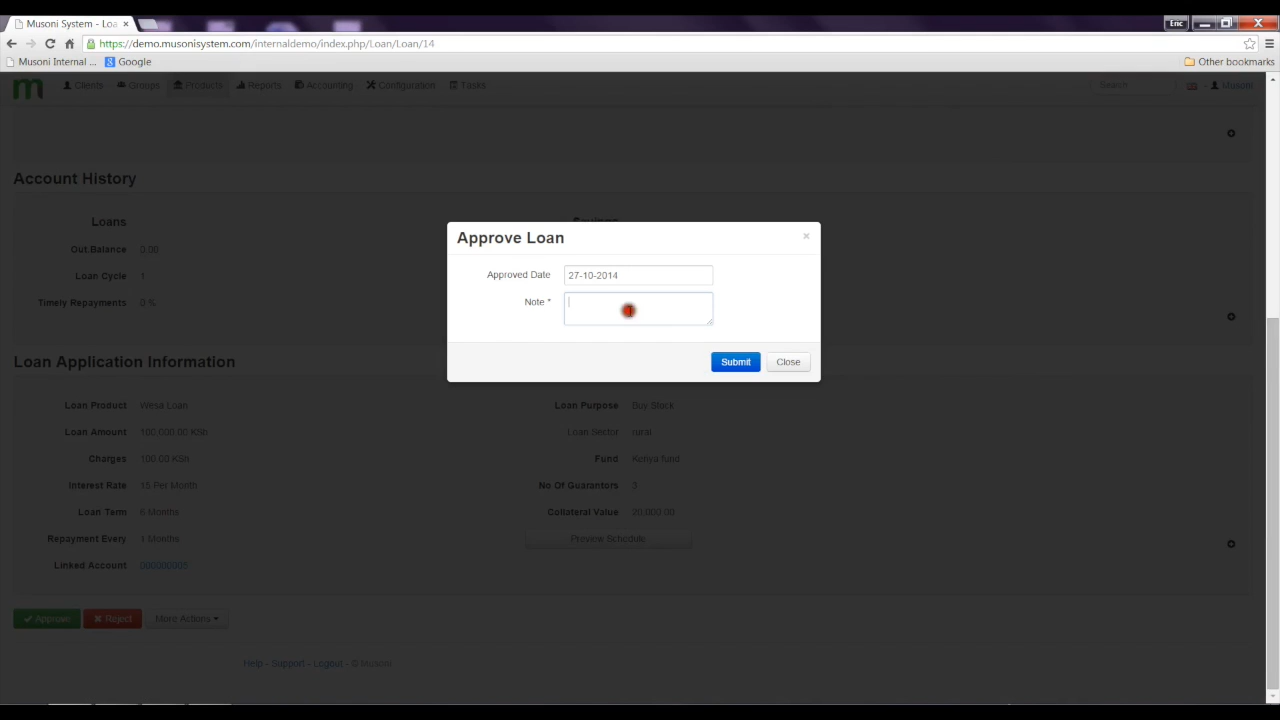 Musoni System - Loa
Enc
https://demo.musonisystem.com/internaldemo/index.php/Loan/Loan/14
Musoni Internal ...
Google
Other bookmarks
m
Clients
Groups
Products
Reports
Accounting
Configuration
Tasks
Search
Musoni
Account History
Loans
Savings
Out.Balance 0.00
Loan Cycle 1
Timely Repayments 0 %
Approve Loan
×
Approved Date 27-10-2014
Note *
Submit
Close
Loan Application Information
Loan Product Wesa Loan
Loan Purpose Buy Stock
Loan Amount 100,000.00 KSh
Loan Sector rural
Charges 100.00 KSh
Fund Kenya fund
Interest Rate 15 Per Month
No Of Guarantors 3
Loan Term 6 Months
Collateral Value 20,000.00
Repayment Every 1 Months
Preview Schedule
Linked Account 000000005
Approve
Reject
More Actions
Help - Support - Logout - © Musoni